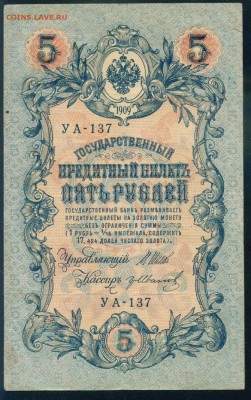 COINS.LAVE.RU
5 5
1909
УА-137
ГОСУДАРСТВЕННЫЙ
КРЕДИТНЫЙ БИЛЕТЪ
ПЯТЬ РУБЛЕЙ
ГОСУДАРСТВЕННЫЙ БАНКЪ РАЗМѢНИВАЕТЪ
КРЕДИТНЫЕ БИЛЕТЫ НА ЗОЛОТУЮ МОНЕТУ
БЕЗЪ ОГРАНИЧЕНІЯ СУММЫ
(1 РУБЛЬ = 1/15 ИМПЕРІАЛА, СОДЕРЖИТЪ
17,424 ДОЛЕЙ ЧИСТАГО ЗОЛОТА).
Управляющій
Кассиръ
УА-137
5